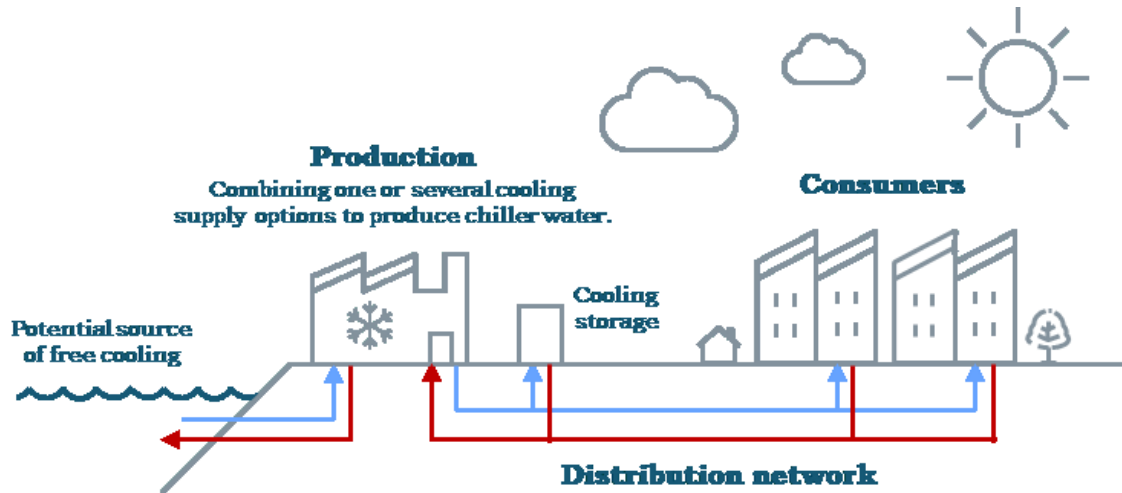 Production
Combining one or several cooling
supply options to produce chiller water.
Consumers
Cooling
storage
Potential source
of free cooling
Distribution network